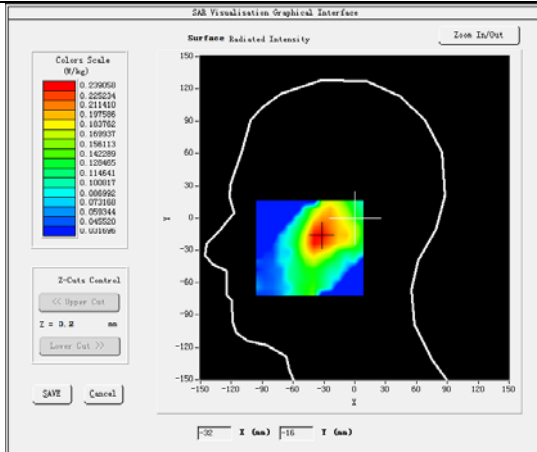 SAR Visualisation Graphical Interface
Surface Radiated Intensity
Zoom In/Out
Colors Scale
(W/kg)
0.239058
0.225234
0.211410
0.197586
0.183762
0.169937
0.156113
0.142289
0.128465
0.114641
0.100817
0.086992
0.073168
0.059344
0.045520
0.031696
Z-Cuts Control
<< Upper Cut
Z = 3.2 mm
Lower Cut >>
SAVE Cancel
150
120
90
60
30
0
-30
-60
-90
-120
-150
Y
-150 -120 -90 -60 -30 0 30 60 90 120 150
X
-32 X (mm) -16 Y (mm)